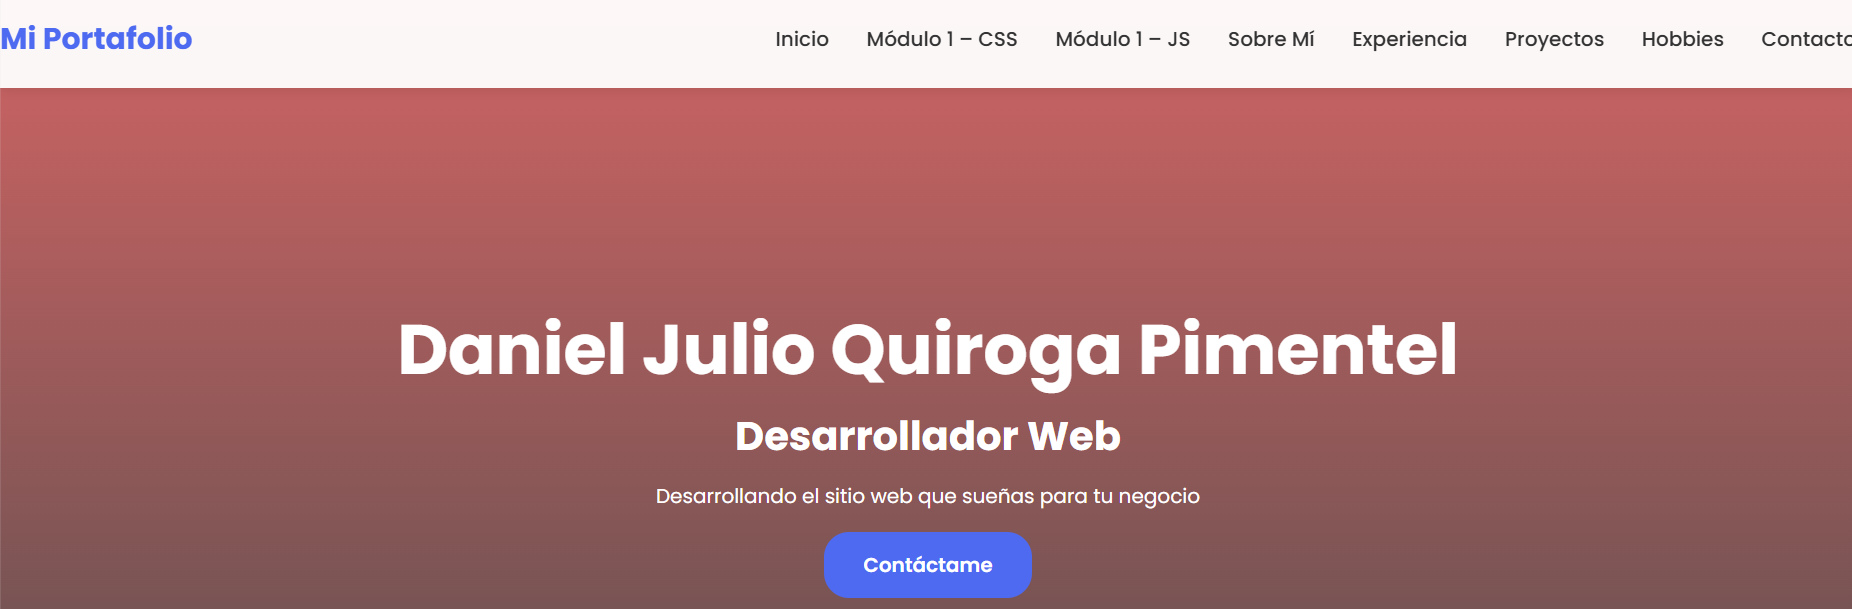 Mi Portafolio Inicio Módulo 1 – CSS Módulo 1 – JS Sobre Mí Experiencia Proyectos Hobbies Contacto
Daniel Julio Quiroga Pimentel
Desarrollador Web
Desarrollando el sitio web que sueñas para tu negocio
Contáctame